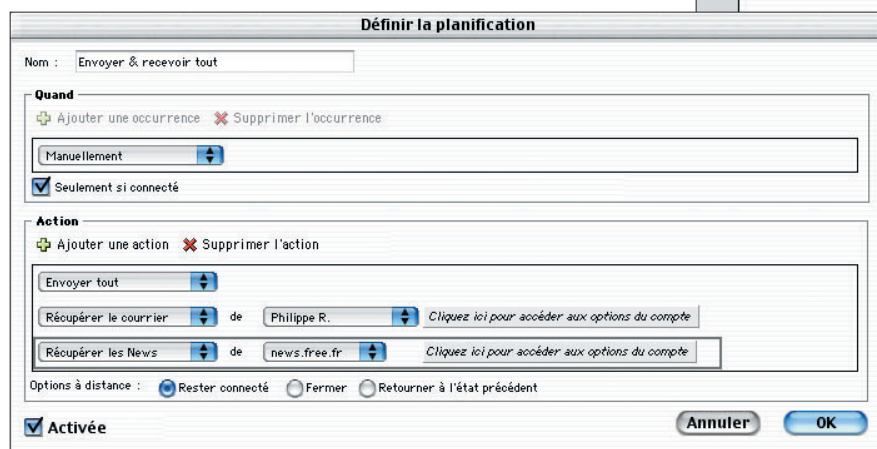 Définir la planification
Nom : Envoyer & recevoir tout
Quand
Ajouter une occurrence Supprimer l'occurrence
Manuellement
Seulement si connecté
Action
Ajouter une action Supprimer l'action
Envoyer tout
Récupérer le courrier de Philippe R. Cliquez ici pour accéder aux options du compte
Récupérer les News de news.free.fr Cliquez ici pour accéder aux options du compte
Options à distance : Rester connecté Fermer Retourner à l'état précédent
Activée Annuler OK